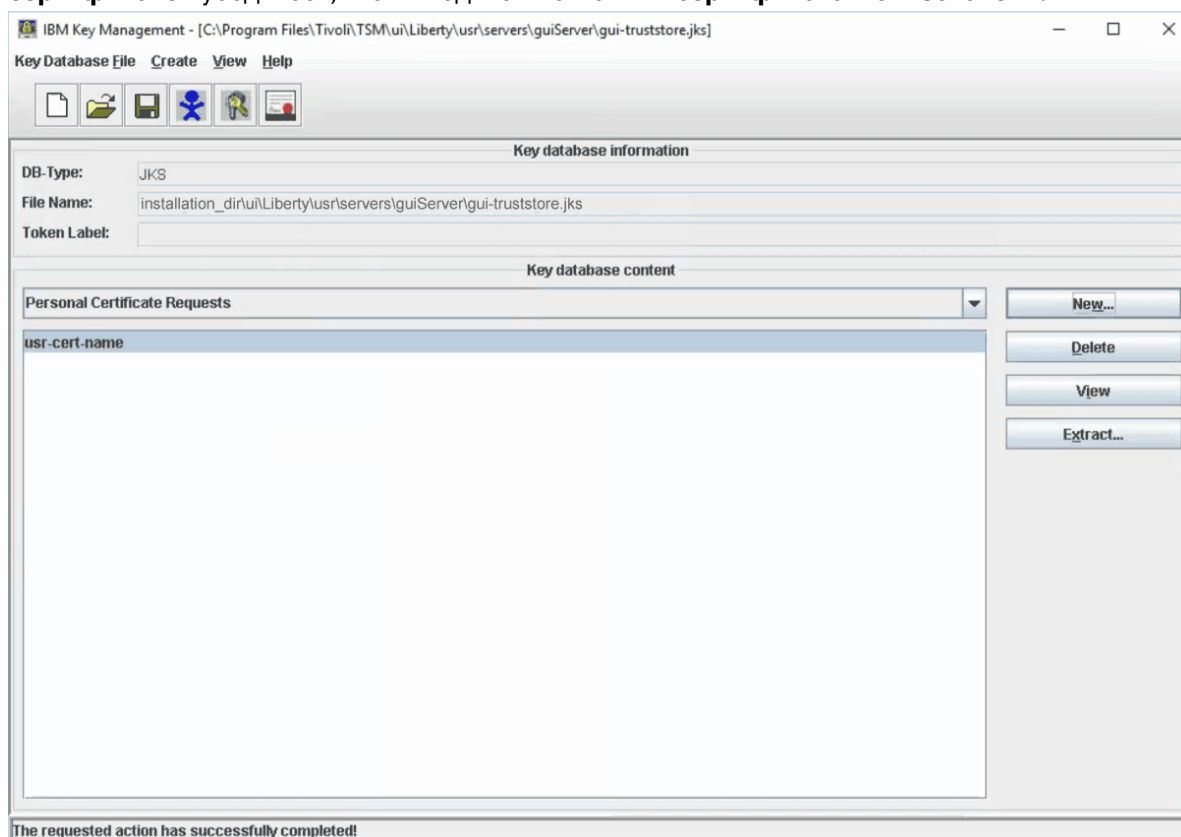 IBM Key Management - [C:\Program Files\Tivoli\TSM\ui\Liberty\usr\servers\guiServer\gui-truststore.jks]
Key Database File Create View Help
Key database information
DB-Type: JKS
File Name: installation_dir\ui\Liberty\usr\servers\guiServer\gui-truststore.jks
Token Label:
Key database content
Personal Certificate Requests New...
usr-cert-name Delete
View
Extract...
The requested action has successfully completed!